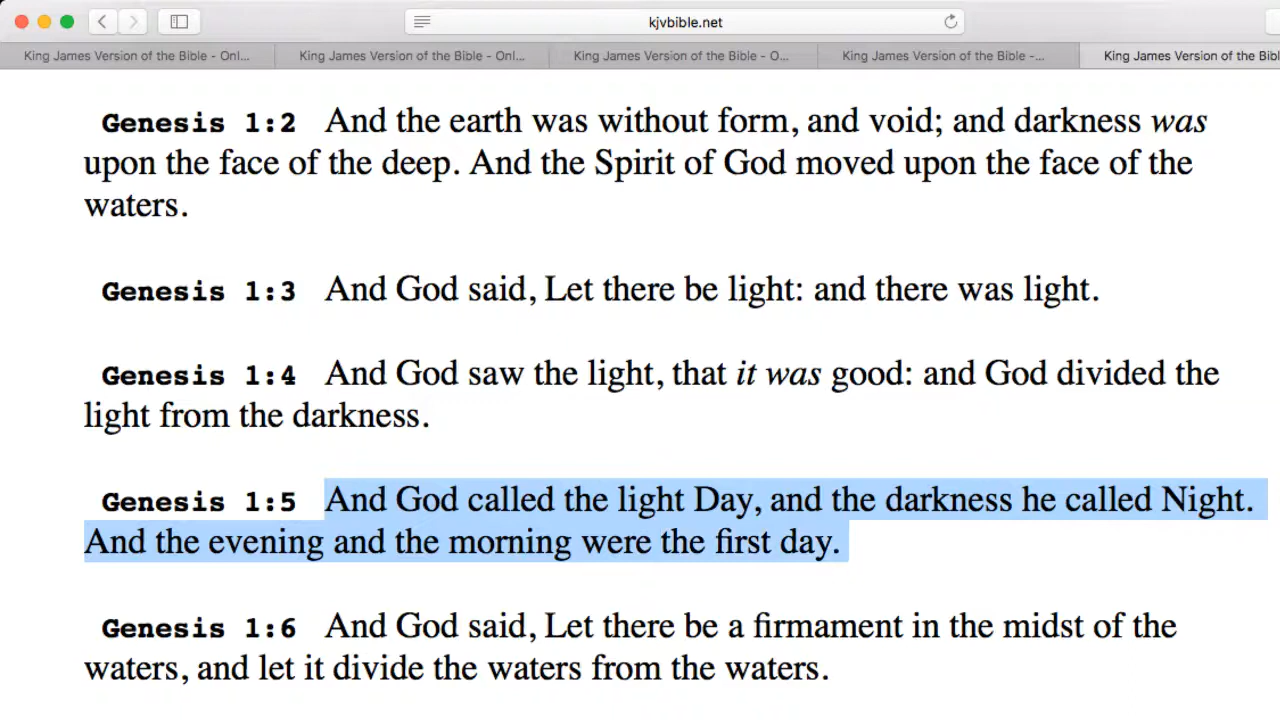 kjvbible.net
King James Version of the Bible - Onl...
King James Version of the Bible - Onl...
King James Version of the Bible - O...
King James Version of the Bible -...
King James Version of the Bibl
Genesis 1:2 And the earth was without form, and void; and darkness was
upon the face of the deep. And the Spirit of God moved upon the face of the
waters.
Genesis 1:3 And God said, Let there be light: and there was light.
Genesis 1:4 And God saw the light, that it was good: and God divided the
light from the darkness.
Genesis 1:5 And God called the light Day, and the darkness he called Night.
And the evening and the morning were the first day.
Genesis 1:6 And God said, Let there be a firmament in the midst of the
waters, and let it divide the waters from the waters.